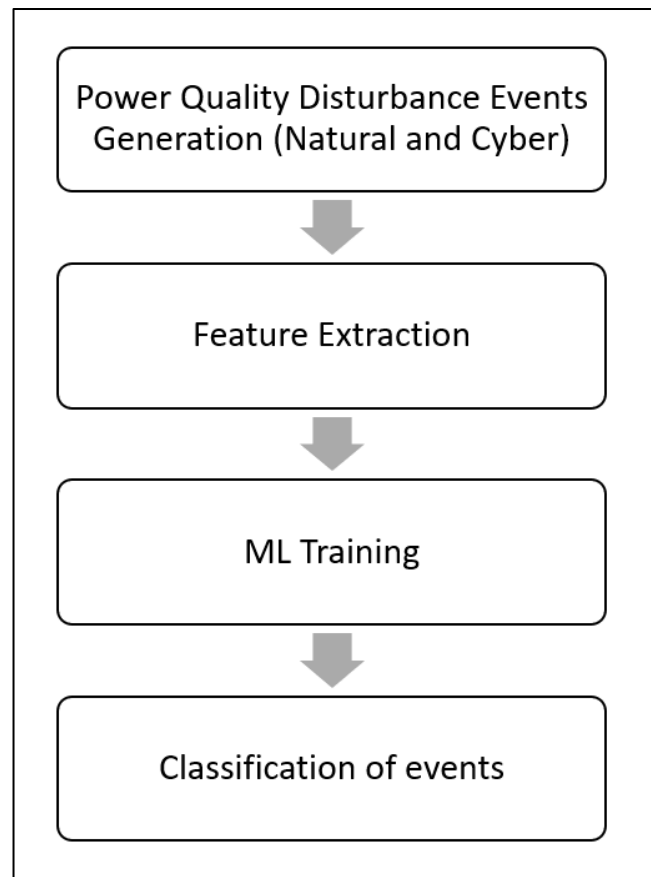 Power Quality Disturbance Events
Generation (Natural and Cyber)
Feature Extraction
ML Training
Classification of events